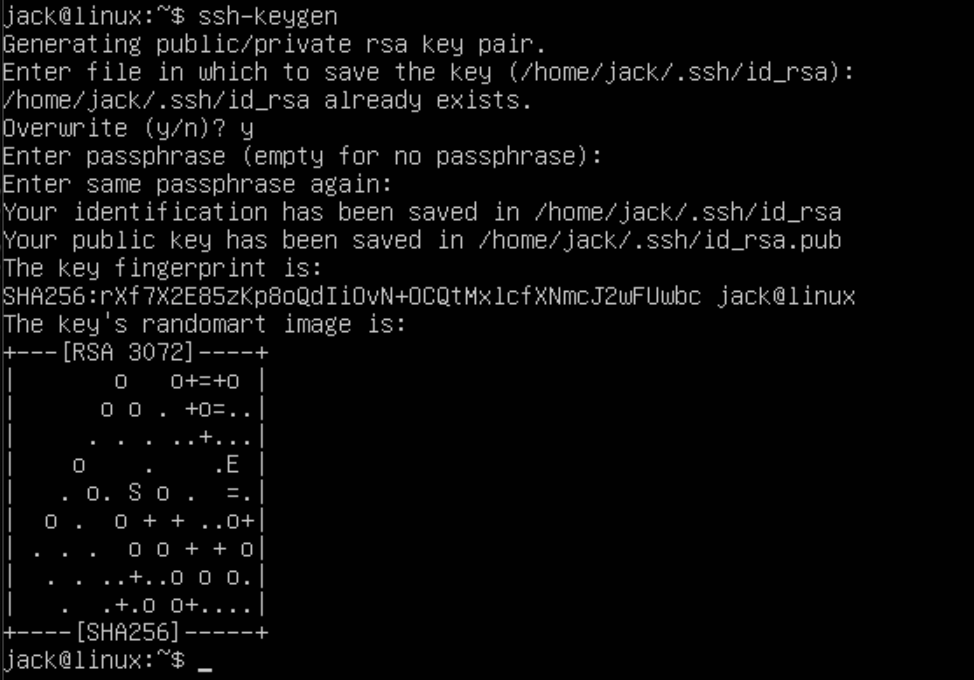 jack@linux:~$ ssh-keygen
Generating public/private rsa key pair.
Enter file in which to save the key (/home/jack/.ssh/id_rsa):
/home/jack/.ssh/id_rsa already exists.
Overwrite (y/n)? y
Enter passphrase (empty for no passphrase):
Enter same passphrase again:
Your identification has been saved in /home/jack/.ssh/id_rsa
Your public key has been saved in /home/jack/.ssh/id_rsa.pub
The key fingerprint is:
SHA256:rXf7X2E85zKp8oQdIiOvN+OCQtMxlcfXNmcJ2wFUwbc jack@linux
The key's randomart image is:
+---[RSA 3072]----+
|       o   o+=+o |
|      o o . +o=..|
|     . . . ..+...|
|    o    .    .E |
|   . o. S o .  =.|
|  o .  o + + ..o+|
| . . .  o o + + o|
|  . . ..+..o o o.|
|   .  .+.o o+....|
+----[SHA256]-----+
jack@linux:~$ _